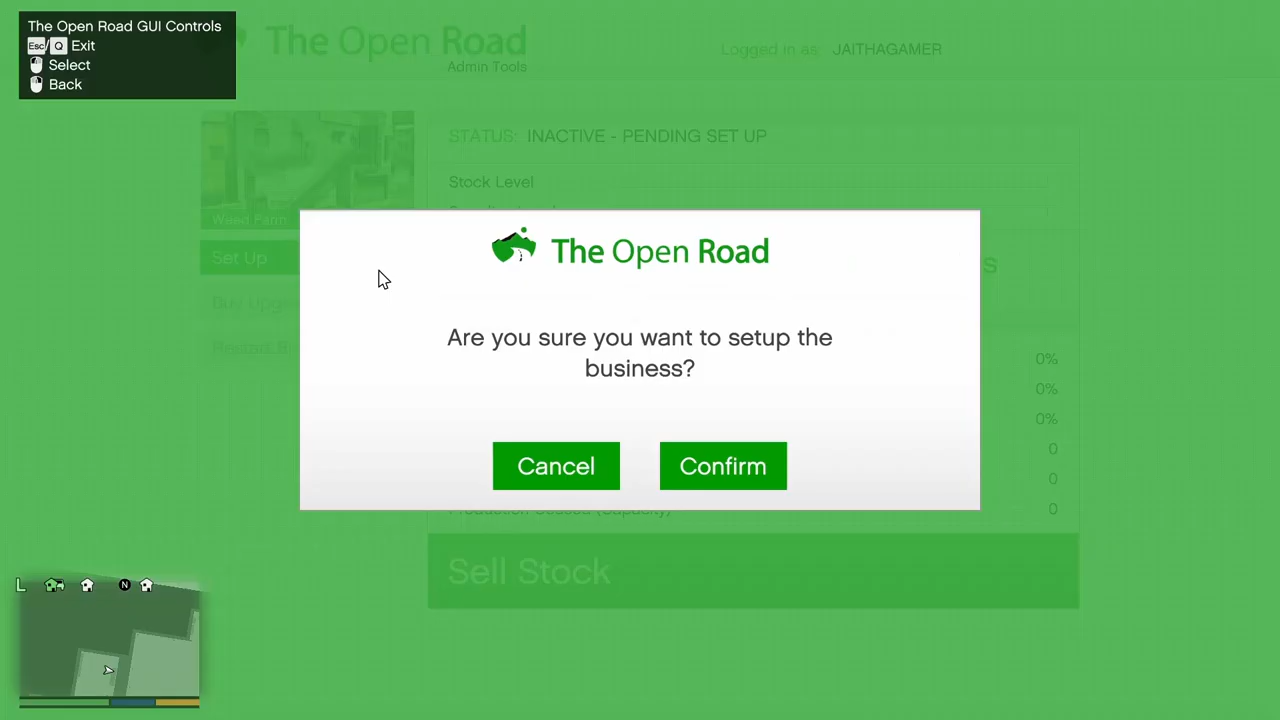 The Open Road GUI Controls
Esc/Q Exit
Select
Back
The Open Road
Admin Tools
Logged in as: JAITHAGAMER
STATUS: INACTIVE - PENDING SET UP
Stock Level
Weed Farm
Set Up
The Open Road
Are you sure you want to setup the
business?
Cancel
Confirm
0%
0%
0%
0
0
0
Sell Stock
L
N